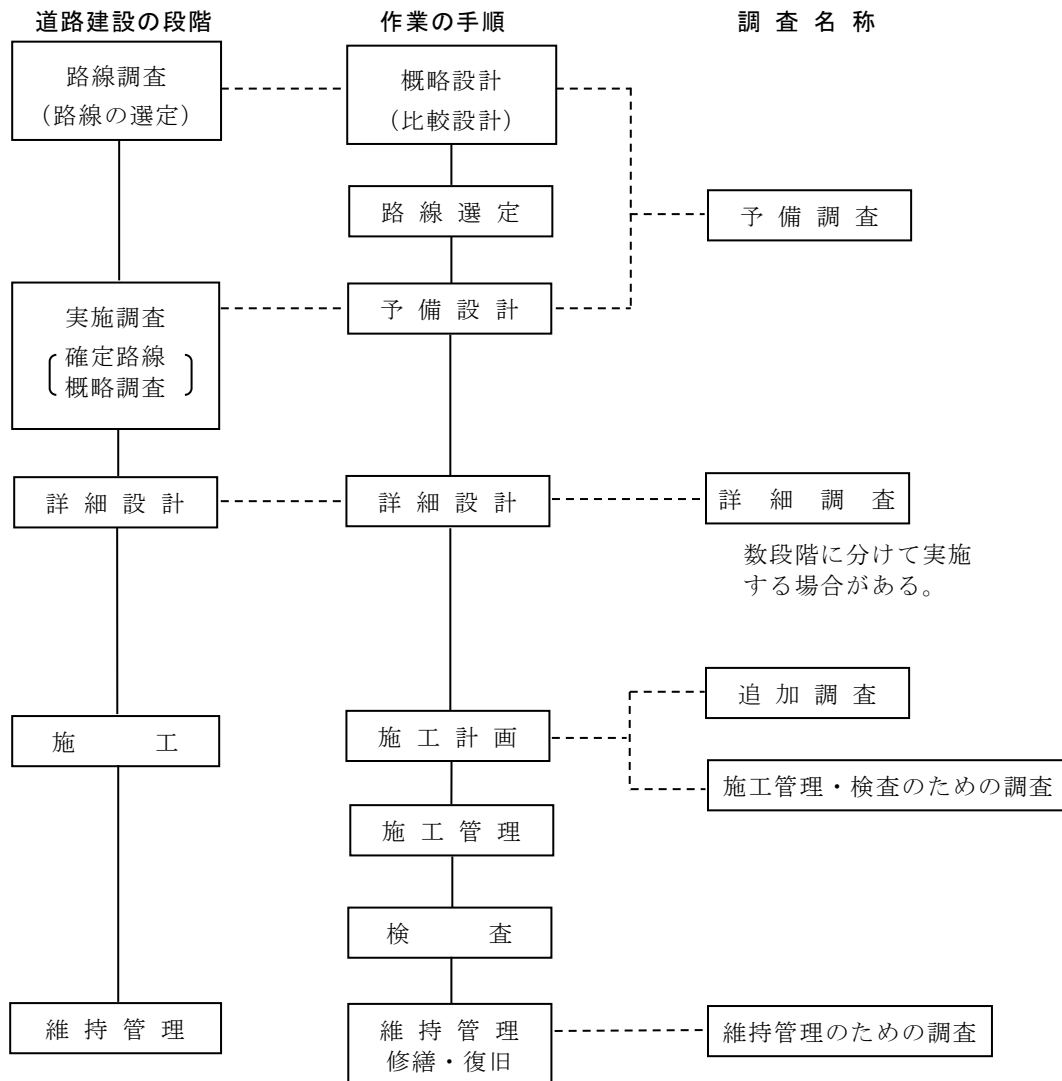 道路建設の段階
作業の手順
調査名称
路線調査
（路線の選定）
概略設計
（比較設計）
路線選定
予備調査
実施調査
確定路線
概略調査
予備設計
詳細設計
詳細設計
詳細調査
数段階に分けて実施
する場合がある。
追加調査
施工
施工計画
施工管理・検査のための調査
施工管理
検査
維持管理
維持管理
修繕・復旧
維持管理のための調査